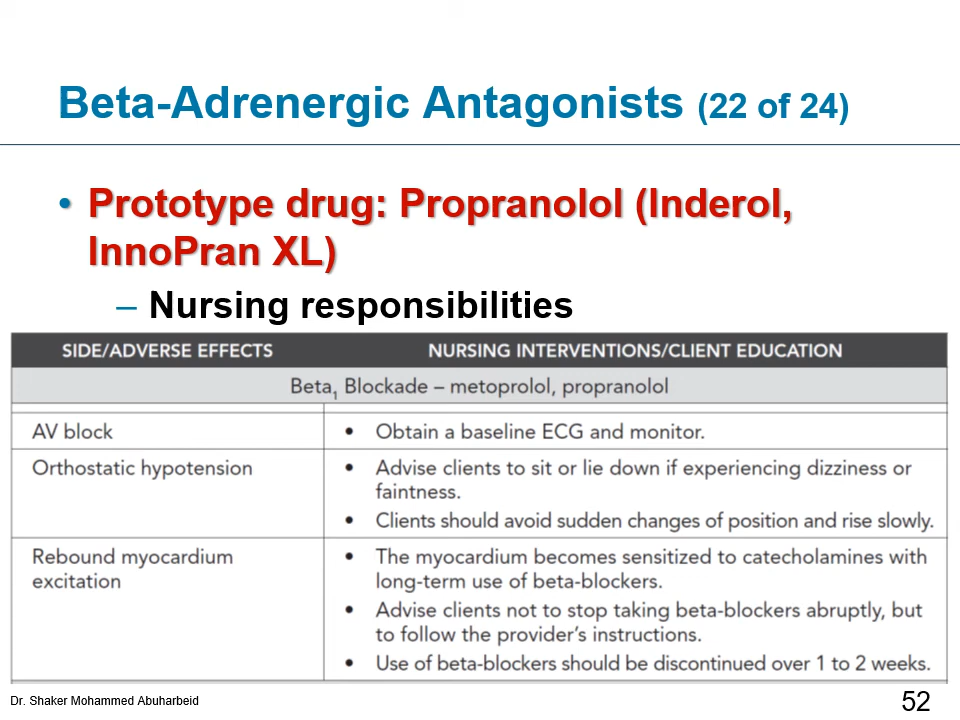 Beta-Adrenergic Antagonists (22 of 24)
• Prototype drug: Propranolol (Inderol,
InnoPran XL)
– Nursing responsibilities
SIDE/ADVERSE EFFECTS NURSING INTERVENTIONS/CLIENT EDUCATION
Beta₁ Blockade – metoprolol, propranolol
AV block • Obtain a baseline ECG and monitor.
Orthostatic hypotension • Advise clients to sit or lie down if experiencing dizziness or
faintness.
• Clients should avoid sudden changes of position and rise slowly.
Rebound myocardium
excitation
• The myocardium becomes sensitized to catecholamines with
long-term use of beta-blockers.
• Advise clients not to stop taking beta-blockers abruptly, but
to follow the provider's instructions.
• Use of beta-blockers should be discontinued over 1 to 2 weeks.
Dr. Shaker Mohammed Abuharbeid
52